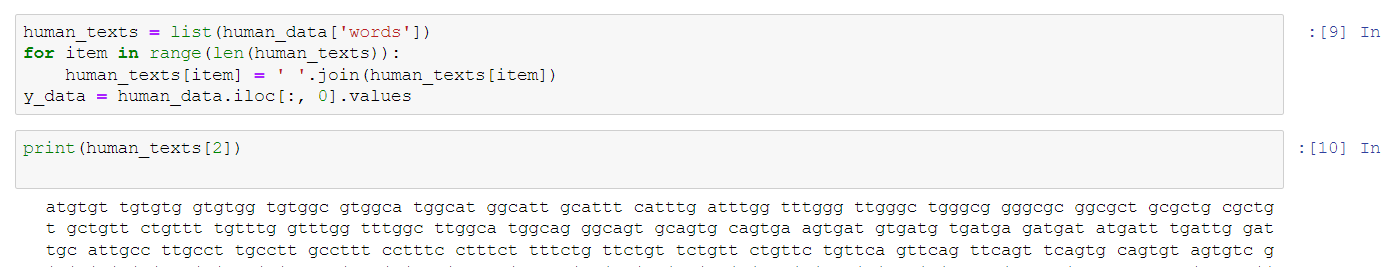 human_texts = list(human_data['words'])
for item in range(len(human_texts)):
    human_texts[item] = ' '.join(human_texts[item])
y_data = human_data.iloc[:, 0].values
:[9] In
print(human_texts[2])
:[10] In
atgtgt tgtgtg gtgtgg tgtggc gtggca tggcat ggcatt gcattt catttg atttgg tttggg ttgggc tgggcg gggcgc ggcgct gcgctg cgctg
t gctgtt ctgttt tgtttg gtttgg tttggc ttggca tggcag ggcagt gcagtg cagtga agtgat gtgatg tgatga gatgat atgatt tgattg gat
tgc attgcc ttgcct tgcctt gccttt cctttc ctttct tttctg ttctgt tctgtt ctgttc tgttca gttcag ttcagt tcagtg cagtgt agtgtc g